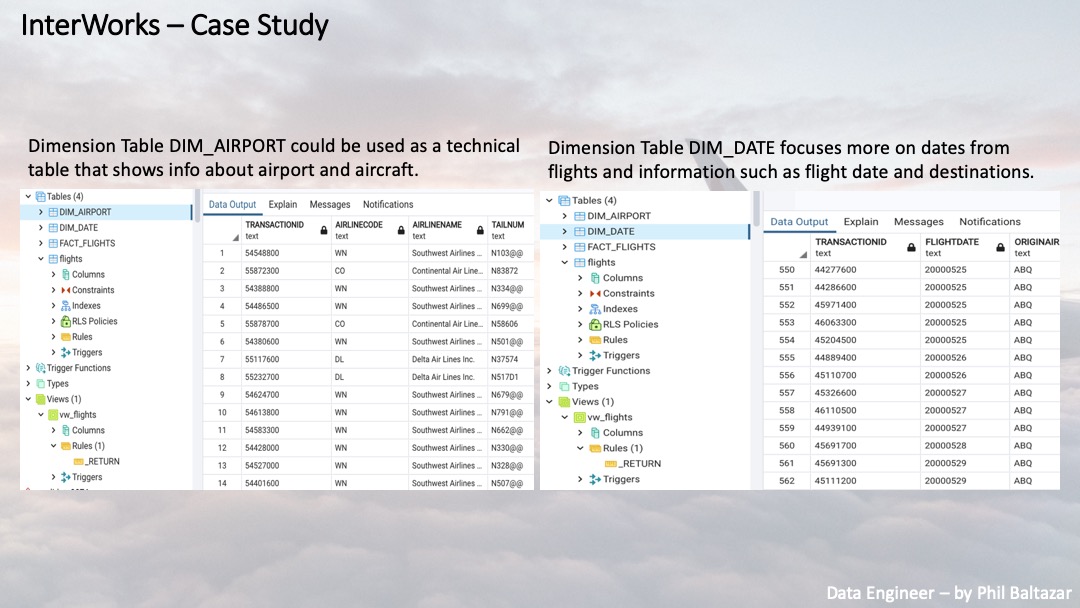 InterWorks – Case Study
Dimension Table DIM_AIRPORT could be used as a technical
table that shows info about airport and aircraft.
Tables (4)
DIM_AIRPORT
DIM_DATE
FACT_FLIGHTS
flights
Columns
Constraints
Indexes
RLS Policies
Rules
Triggers
Trigger Functions
Types
Views (1)
vw_flights
Columns
Rules (1)
_RETURN
Triggers
Data Output Explain Messages Notifications
TRANSACTIONID AIRLINECODE AIRLINENAME TAILNUM
text text text text
1 54548800 WN Southwest Airlines ... N103@@
2 55872300 CO Continental Air Line... N83872
3 54388800 WN Southwest Airlines ... N334@@
4 54486500 WN Southwest Airlines ... N699@@
5 55878700 CO Continental Air Line... N58606
6 54380600 WN Southwest Airlines ... N501@@
7 55117600 DL Delta Air Lines Inc. N37574
8 55232700 DL Delta Air Lines Inc. N517D1
9 54624700 WN Southwest Airlines ... N679@@
10 54613800 WN Southwest Airlines ... N791@@
11 54583300 WN Southwest Airlines ... N662@@
12 54428000 WN Southwest Airlines ... N330@@
13 54527000 WN Southwest Airlines ... N328@@
14 54401600 WN Southwest Airlines ... N507@@
Dimension Table DIM_DATE focuses more on dates from
flights and information such as flight date and destinations.
Tables (4)
DIM_AIRPORT
DIM_DATE
FACT_FLIGHTS
flights
Columns
Constraints
Indexes
RLS Policies
Rules
Triggers
Trigger Functions
Types
Views (1)
vw_flights
Columns
Rules (1)
_RETURN
Triggers
Data Output Explain Messages Notifications
TRANSACTIONID FLIGHTDATE ORIGINAIR
text text text
550 44277600 20000525 ABQ
551 44286600 20000525 ABQ
552 45971400 20000525 ABQ
553 46063300 20000525 ABQ
554 45204500 20000525 ABQ
555 44889400 20000526 ABQ
556 45110700 20000526 ABQ
557 45326600 20000527 ABQ
558 46110500 20000527 ABQ
559 44939100 20000527 ABQ
560 45691700 20000528 ABQ
561 45691300 20000529 ABQ
562 45111200 20000529 ABQ
Data Engineer – by Phil Baltazar